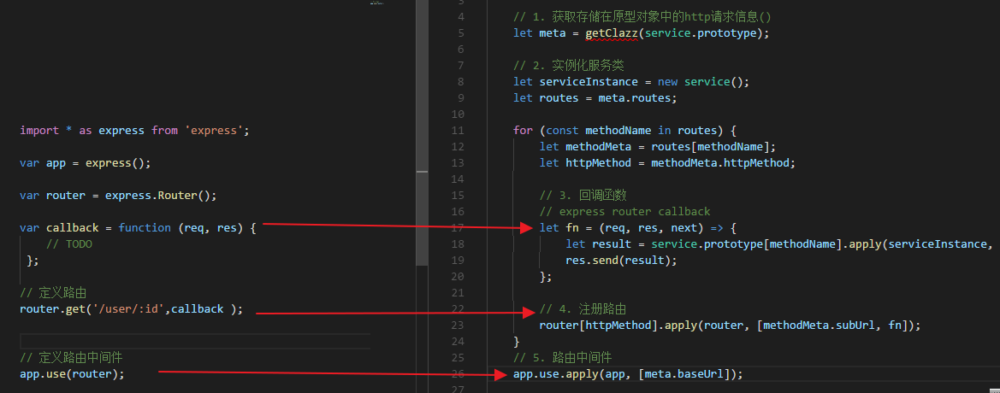 import * as express from 'express';
var app = express();
var router = express.Router();
var callback = function (req, res) {
// TODO
};
// 定义路由
router.get('/user/:id',callback );
// 定义路由中间件
app.use(router);
4 // 1. 获取存储在原型对象中的http请求信息()
5 let meta = getClazz(service.prototype);
6
7 // 2. 实例化服务类
8 let serviceInstance = new service();
9 let routes = meta.routes;
10
11 for (const methodName in routes) {
12 let methodMeta = routes[methodName];
13 let httpMethod = methodMeta.httpMethod;
14
15 // 3. 回调函数
16 // express router callback
17 let fn = (req, res, next) => {
18 let result = service.prototype[methodName].apply(serviceInstance,
19 res.send(result);
20 };
21
22 // 4. 注册路由
23 router[httpMethod].apply(router, [methodMeta.subUrl, fn]);
24 }
25 // 5. 路由中间件
26 app.use.apply(app, [meta.baseUrl]);
27